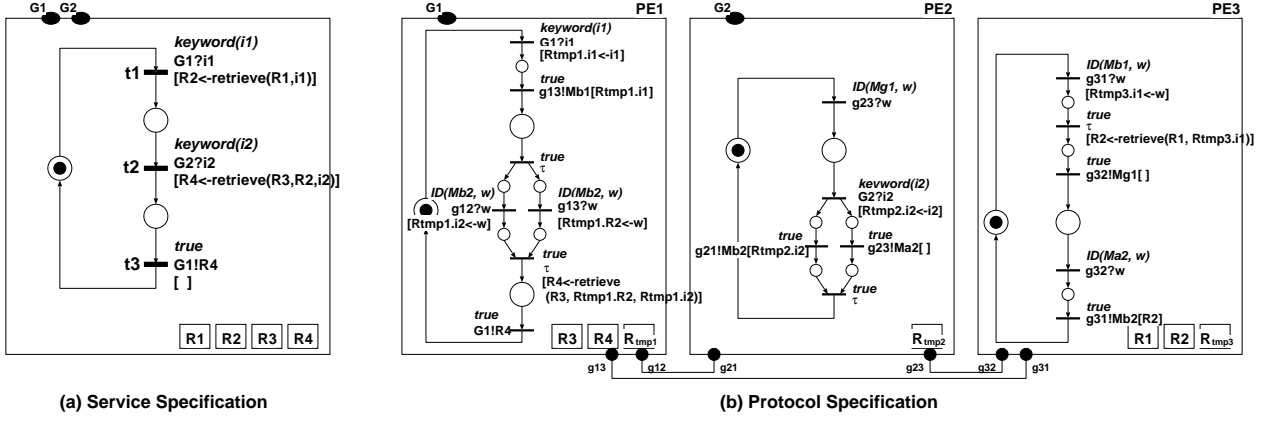 G1 G2
keyword(i1)
G1?i1
t1
[R2<-retrieve(R1,i1)]
keyword(i2)
t2
G2?i2
[R4<-retrieve(R3,R2,i2)]
true
t3
G1!R4
[ ]
R1 R2 R3 R4
(a) Service Specification
G1
PE1
keyword(i1)
G1?i1
[Rtmp1.i1<-i1]
true
g13!Mb1[Rtmp1.i1]
true
τ
ID(Mb2, w) ID(Mb2, w)
g12?w g13?w
[Rtmp1.i2<-w] [Rtmp1.R2<-w]
true
τ
[R4<-retrieve
(R3, Rtmp1.R2, Rtmp1.i2)]
true
G1!R4
R3 R4 Rtmp1
g13 g12
G2
PE2
ID(Mg1, w)
g23?w
keyword(i2)
G2?i2
[Rtmp2.i2<-i2]
true true
g21!Mb2[Rtmp2.i2] g23!Ma2[ ]
true
τ
Rtmp2
g21 g23
PE3
ID(Mb1, w)
g31?w
[Rtmp3.i1<-w]
true
τ
[R2<-retrieve(R1, Rtmp3.i1)]
true
g32!Mg1[ ]
ID(Ma2, w)
g32?w
true
g31!Mb2[R2]
R1 R2 Rtmp3
g32 g31
(b) Protocol Specification